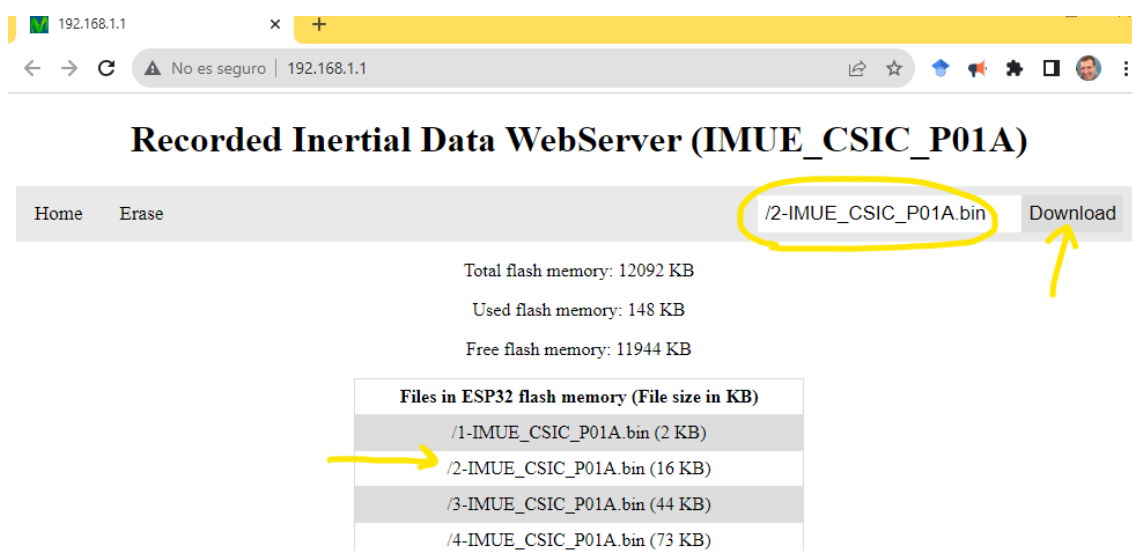 192.168.1.1
No es seguro | 192.168.1.1
Recorded Inertial Data WebServer (IMUE_CSIC_P01A)
Home Erase /2-IMUE_CSIC_P01A.bin Download
Total flash memory: 12092 KB
Used flash memory: 148 KB
Free flash memory: 11944 KB
Files in ESP32 flash memory (File size in KB)
/1-IMUE_CSIC_P01A.bin (2 KB)
/2-IMUE_CSIC_P01A.bin (16 KB)
/3-IMUE_CSIC_P01A.bin (44 KB)
/4-IMUE_CSIC_P01A.bin (73 KB)